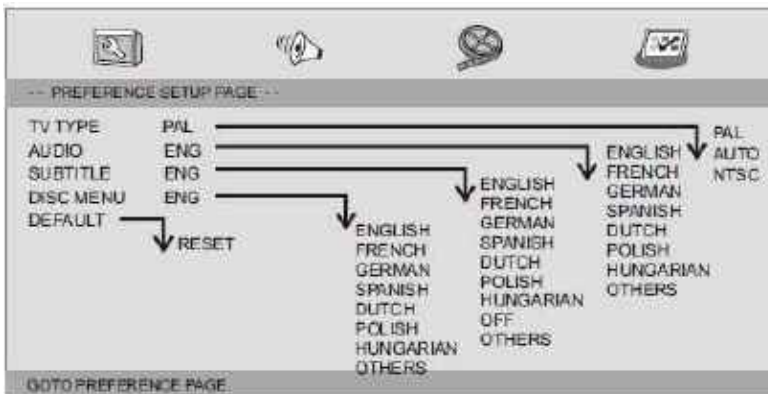 -- PREFERENCE SETUP PAGE --
TV TYPE PAL
AUDIO ENG
SUBTITLE ENG
DISC MENU ENG
DEFAULT
RESET
ENGLISH
FRENCH
GERMAN
SPANISH
DUTCH
POLISH
HUNGARIAN
OTHERS
ENGLISH
FRENCH
GERMAN
SPANISH
DUTCH
POLISH
HUNGARIAN
OFF
OTHERS
ENGLISH
FRENCH
GERMAN
SPANISH
DUTCH
POLISH
HUNGARIAN
OTHERS
PAL
AUTO
NTSC
GOTO PREFERENCE PAGE